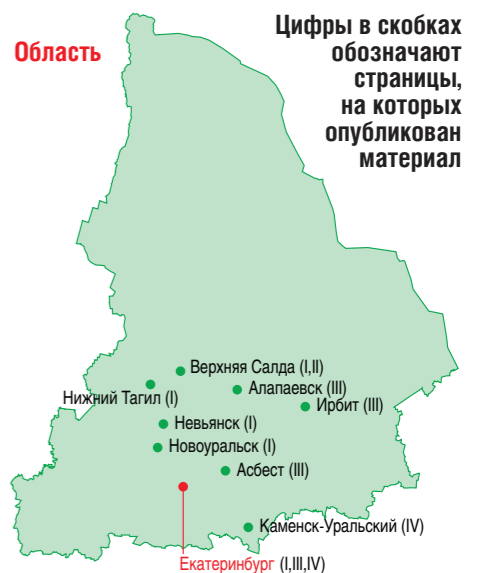 Область
Цифры в скобках
обозначают
страницы,
на которых
опубликован
материал
Верхняя Салда (I,II)
Нижний Тагил (I)
Алапаевск (III)
Ирбит (III)
Невьянск (I)
Новоуральск (I)
Асбест (III)
Каменск-Уральский (IV)
Екатеринбург (I,III,IV)